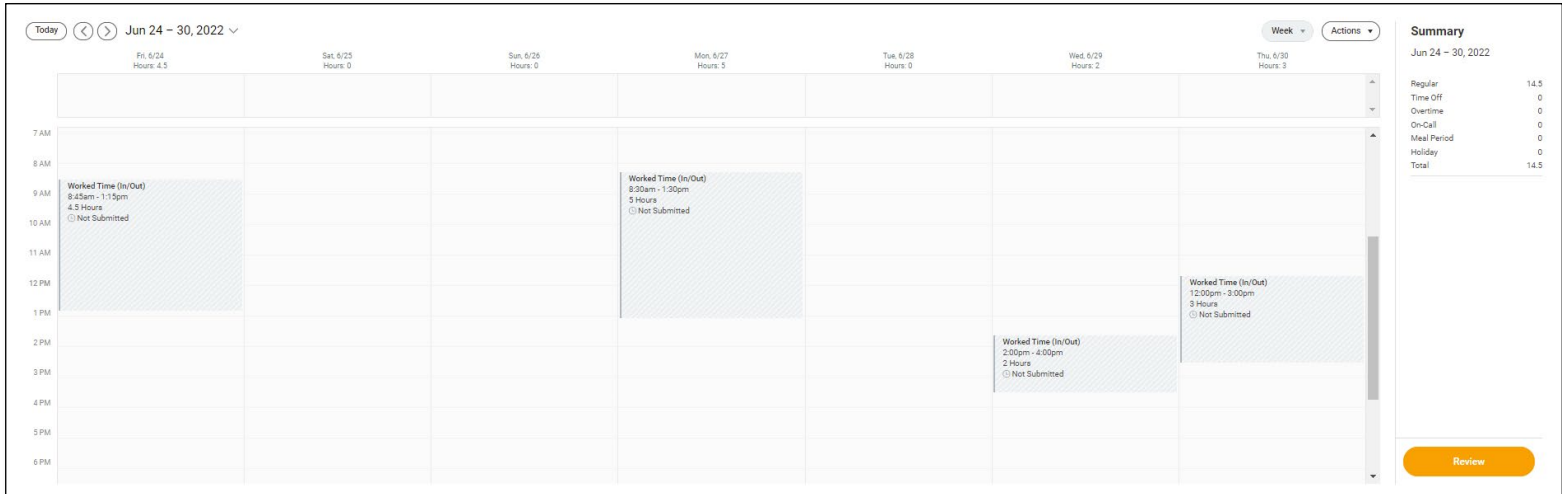 Today
Jun 24 – 30, 2022
Week
Actions
Fri, 6/24
Hours: 4.5
Sat, 6/25
Hours: 0
Sun, 6/26
Hours: 0
Mon, 6/27
Hours: 5
Tue, 6/28
Hours: 0
Wed, 6/29
Hours: 2
Thu, 6/30
Hours: 3
7 AM
8 AM
9 AM
10 AM
11 AM
12 PM
1 PM
2 PM
3 PM
4 PM
5 PM
6 PM
Worked Time (In/Out)
8:45am - 1:15pm
4.5 Hours
Not Submitted
Worked Time (In/Out)
8:30am - 1:30pm
5 Hours
Not Submitted
Worked Time (In/Out)
2:00pm - 4:00pm
2 Hours
Not Submitted
Worked Time (In/Out)
12:00pm - 3:00pm
3 Hours
Not Submitted
Summary
Jun 24 – 30, 2022
Regular 14.5
Time Off 0
Overtime 0
On-Call 0
Meal Period 0
Holiday 0
Total 14.5
Review